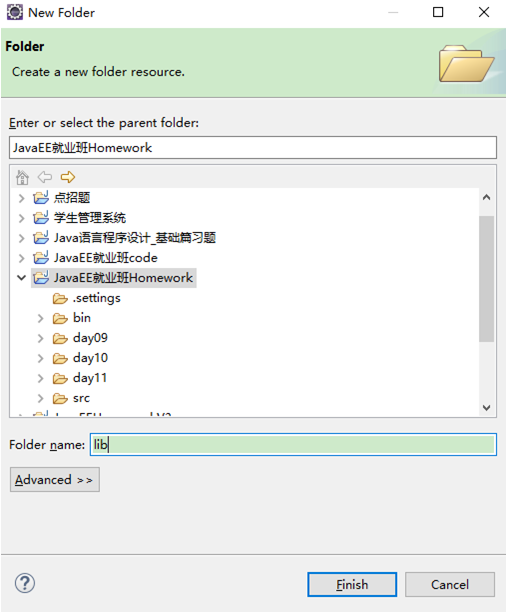 New Folder
Folder
Create a new folder resource.
Enter or select the parent folder:
JavaEE就业班Homework
点招题
学生管理系统
Java语言程序设计_基础篇习题
JavaEE就业班code
JavaEE就业班Homework
.settings
bin
day09
day10
day11
src
Folder name: lib
Advanced >>
Finish Cancel